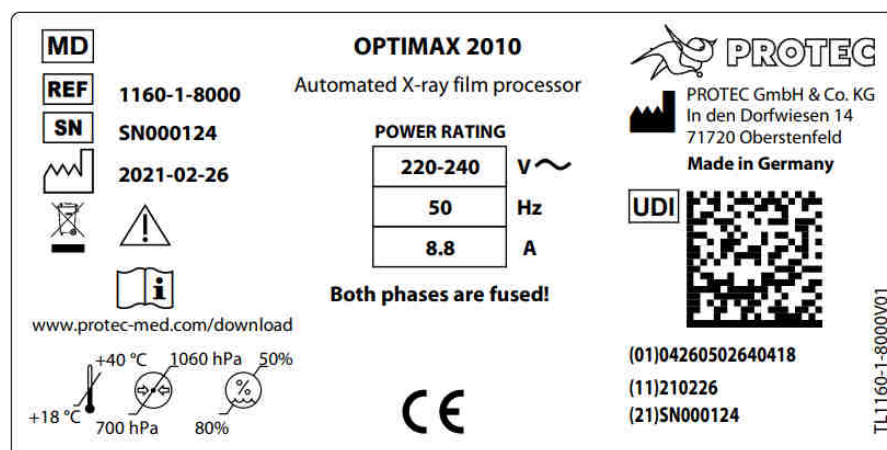 MD
REF 1160-1-8000
SN SN000124
2021-02-26
i
www.protec-med.com/download
+40 °C
+18 °C
1060 hPa
700 hPa
50%
%
80%
OPTIMAX 2010
Automated X-ray film processor
POWER RATING
220-240 V~
50 Hz
8.8 A
Both phases are fused!
CE
PROTEC
PROTEC GmbH & Co. KG
In den Dorfwiesen 14
71720 Oberstenfeld
Made in Germany
UDI
(01)04260502640418
(11)210226
(21)SN000124
TL1160-1-8000V01